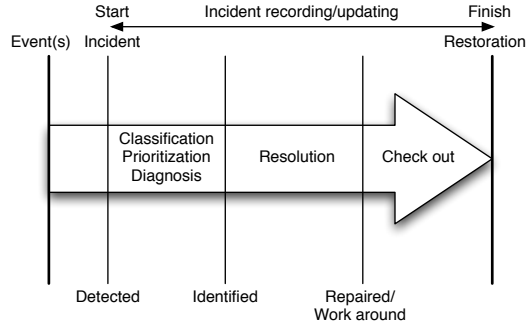 Start
Incident recording/updating
Finish
Event(s)
Incident
Restoration
Classification
Prioritization
Diagnosis
Resolution
Check out
Detected
Identified
Repaired/
Work around